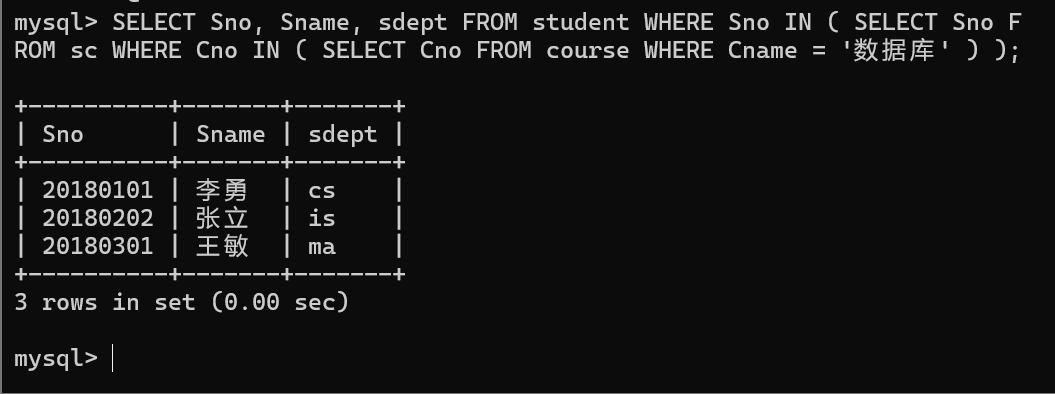 mysql> SELECT Sno, Sname, sdept FROM student WHERE Sno IN ( SELECT Sno F
ROM sc WHERE Cno IN ( SELECT Cno FROM course WHERE Cname = '数据库' ) );
+----------+-------+-------+
| Sno      | Sname | sdept |
+----------+-------+-------+
| 20180101 | 李勇  | cs    |
| 20180202 | 张立  | is    |
| 20180301 | 王敏  | ma    |
+----------+-------+-------+
3 rows in set (0.00 sec)
mysql>